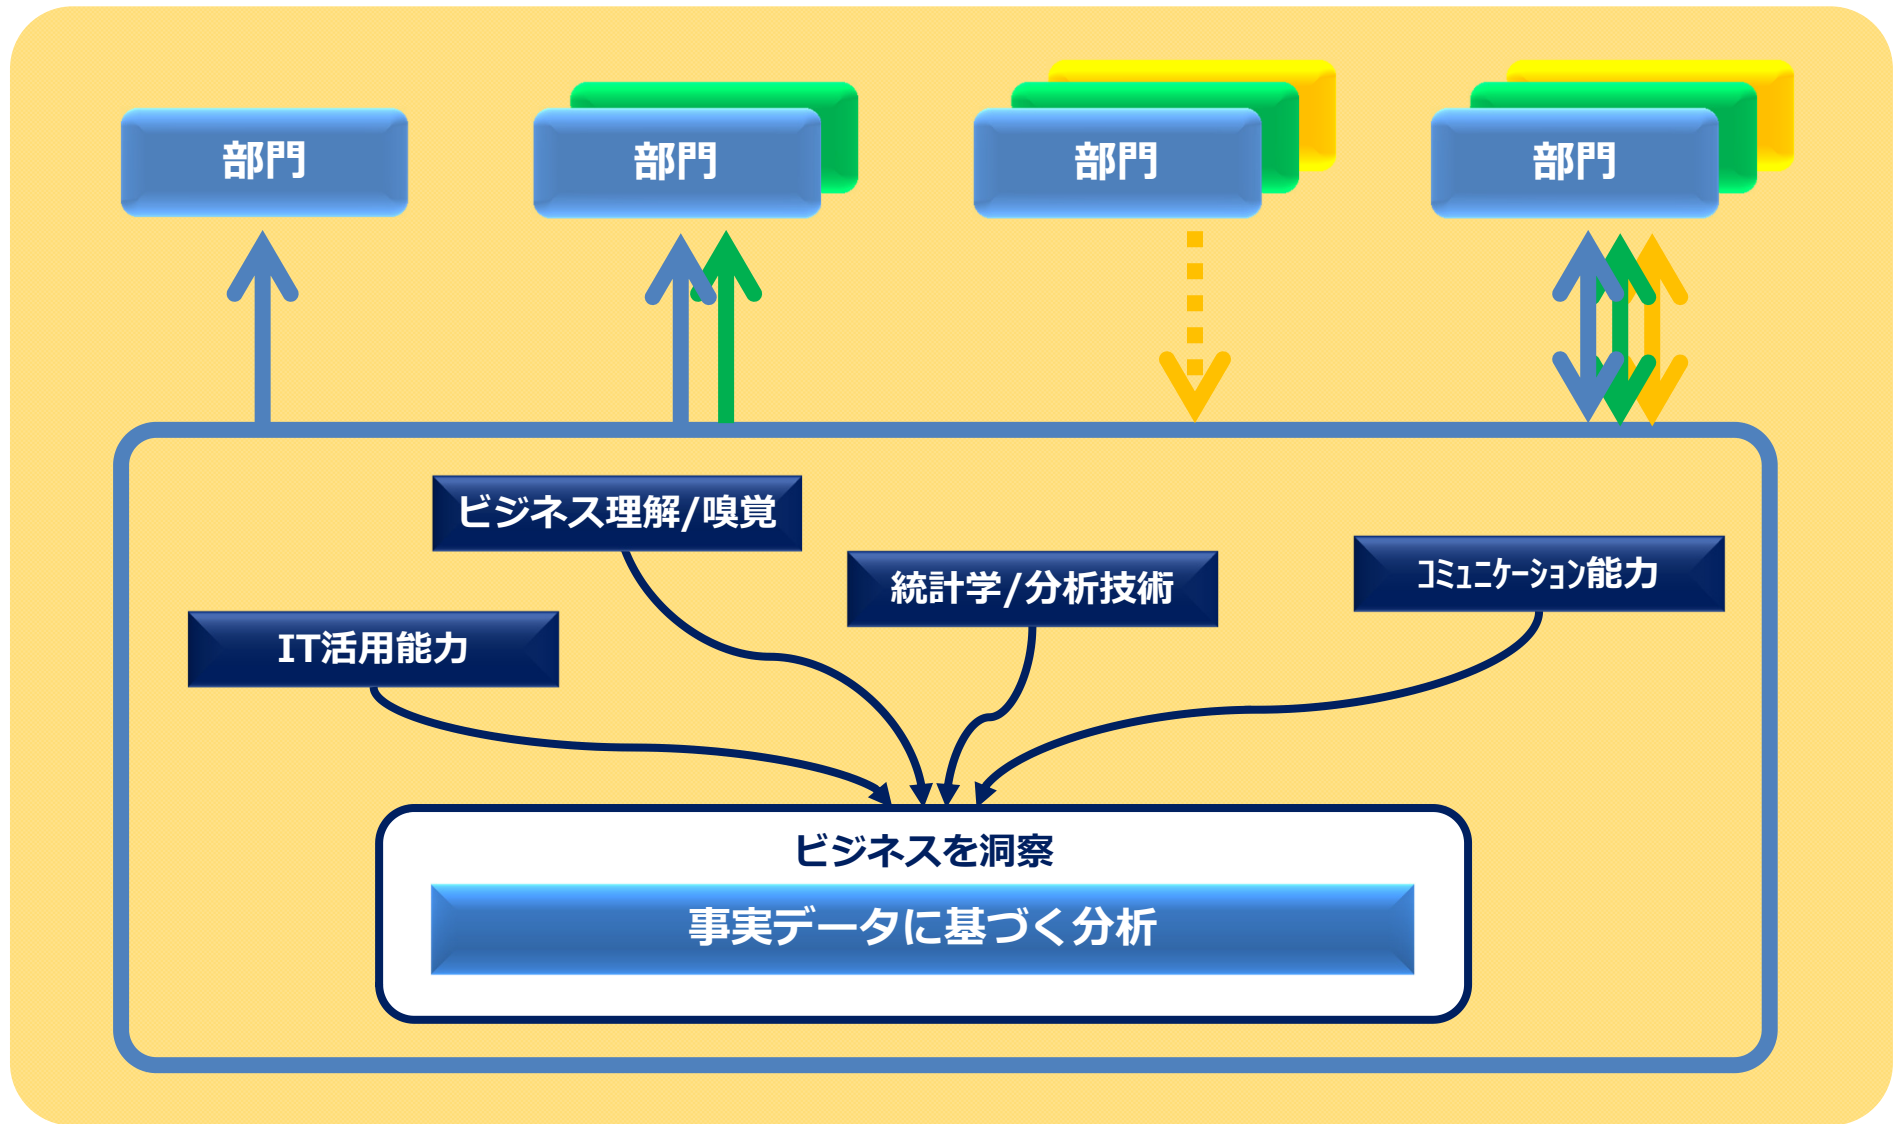 部門
部門
部門
部門
ビジネス理解/嗅覚
統計学/分析技術
ｺﾐｭﾆｹｰｼｮﾝ能力
IT活用能力
ビジネスを洞察
事実データに基づく分析